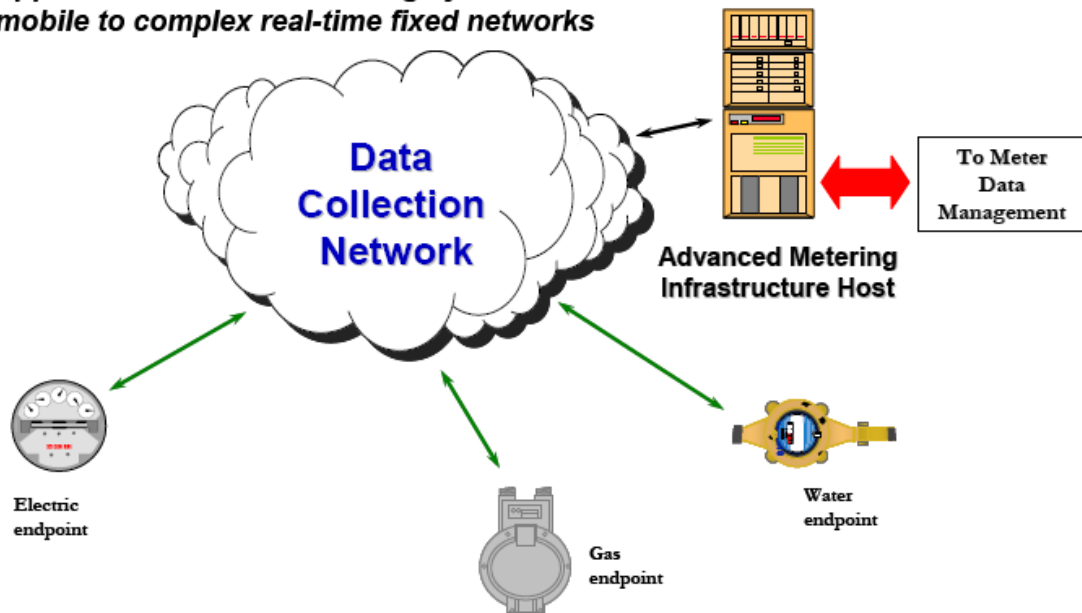 mobile to complex real-time fixed networks
Data
Collection
Network
To Meter
Data
Management
Advanced Metering
Infrastructure Host
Electric
endpoint
Gas
endpoint
Water
endpoint